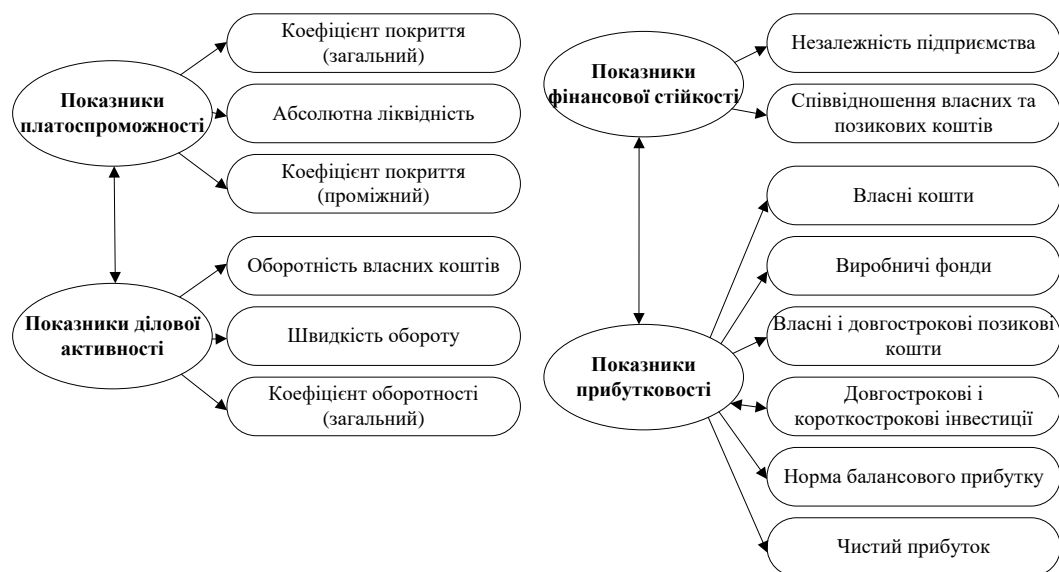 Показники
платоспроможності
Коефіцієнт покриття
(загальний)
Абсолютна ліквідність
Коефіцієнт покриття
(проміжний)
Показники ділової
активності
Оборотність власних коштів
Швидкість обороту
Коефіцієнт оборотності
(загальний)
Показники
фінансової стійкості
Незалежність підприємства
Співвідношення власних та
позикових коштів
Показники
прибутковості
Власні кошти
Виробничі фонди
Власні і довгострокові позикові
кошти
Довгострокові і
короткострокові інвестиції
Норма балансового прибутку
Чистий прибуток